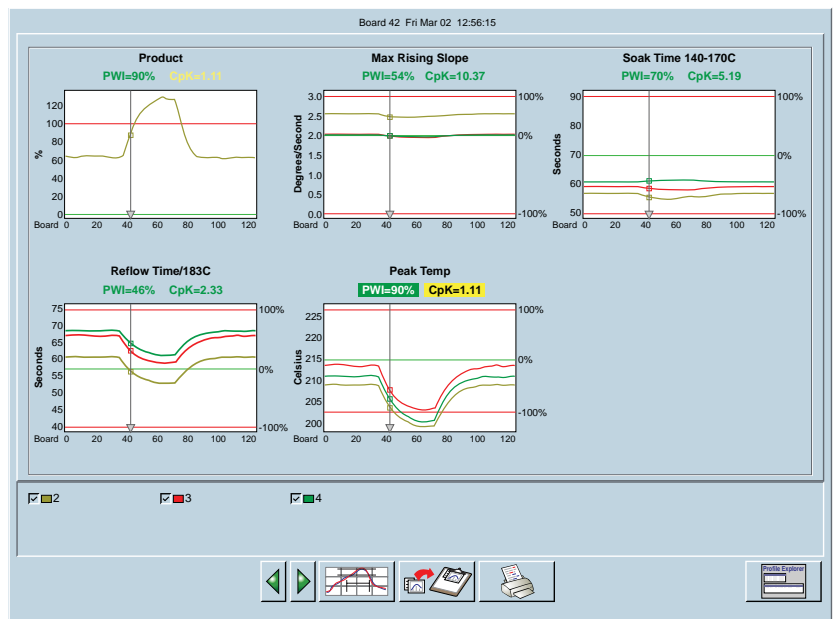 Board 42 Fri Mar 02 12:56:15
Product
PWI=90% CpK=1.11
%
120
100
80
60
40
20
0
Board 0 20 40 60 80 100 120
Max Rising Slope
PWI=54% CpK=10.37
Degrees/Second
3.0
2.5
2.0
1.5
1.0
0.5
0.0
100%
0%
-100%
Board 0 20 40 60 80 100 120
Soak Time 140-170C
PWI=70% CpK=5.19
Seconds
90
80
70
60
50
100%
0%
-100%
Board 0 20 40 60 80 100 120
Reflow Time/183C
PWI=46% CpK=2.33
Seconds
75
70
65
60
55
50
45
40
100%
0%
-100%
Board 0 20 40 60 80 100 120
Peak Temp
PWI=90% CpK=1.11
Celsius
225
220
215
210
205
200
100%
0%
-100%
Board 0 20 40 60 80 100 120
2
3
4
Profile Explorer